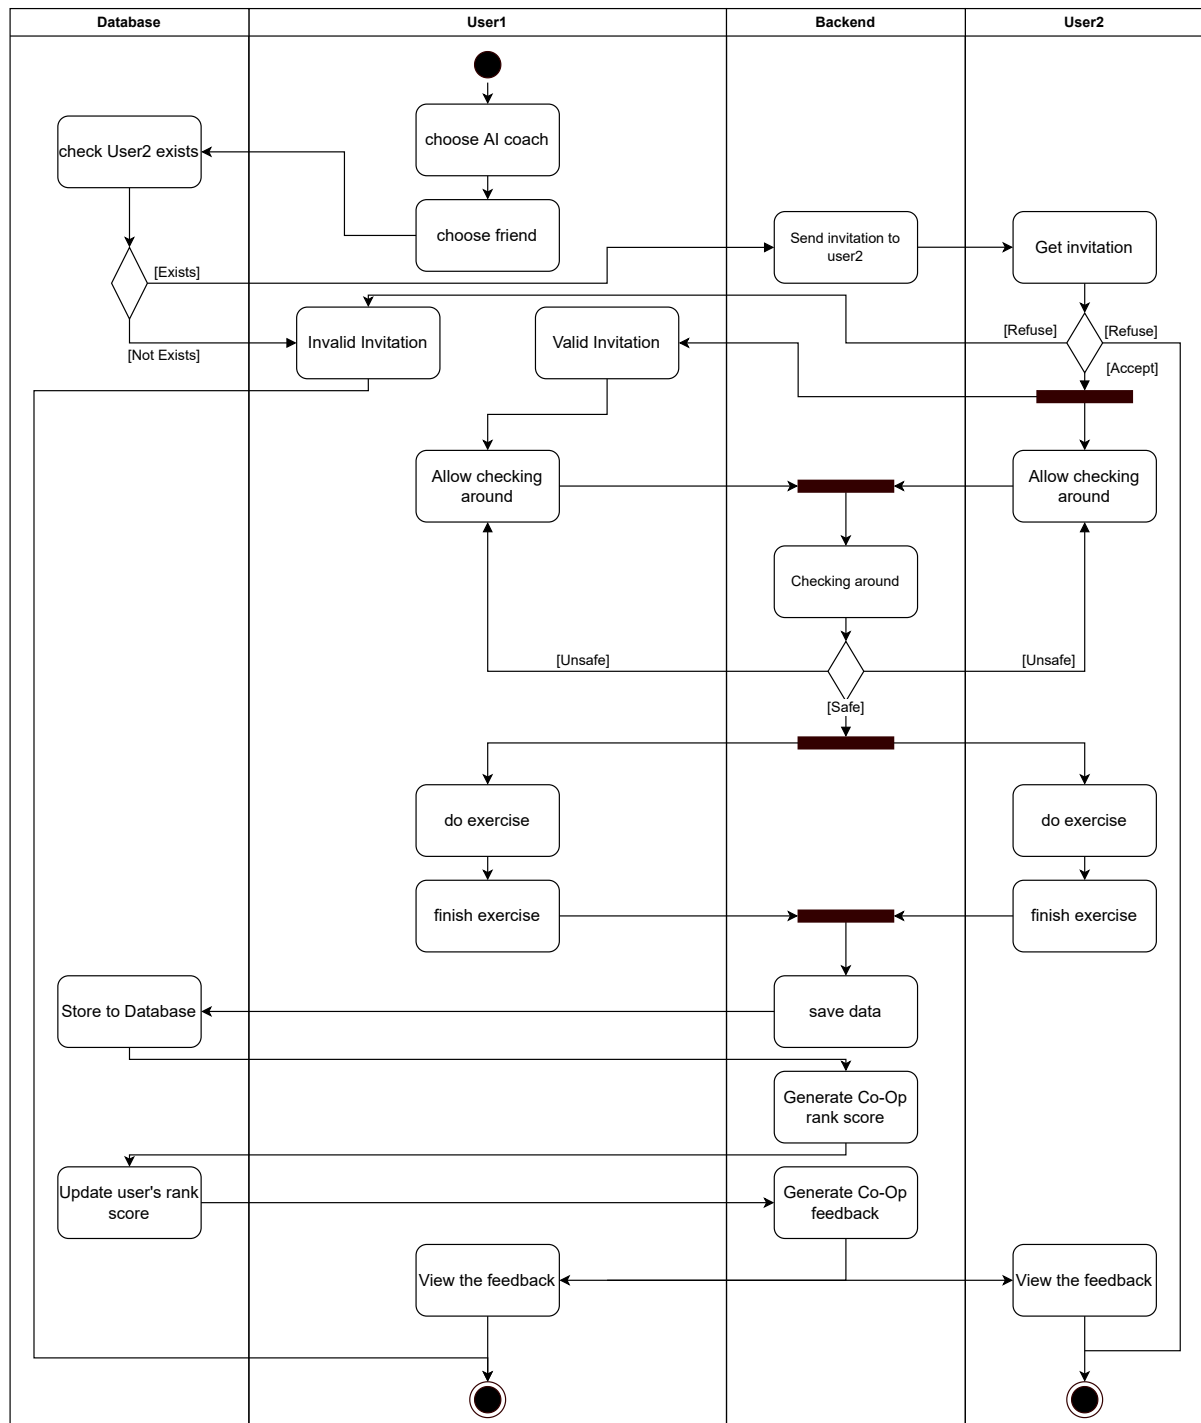 Database
User1
Backend
User2
choose AI coach
check User2 exists
choose friend
Send invitation to
user2
Get invitation
[Exists]
[Not Exists]
Invalid Invitation
Valid Invitation
[Refuse]
[Refuse]
[Accept]
Allow checking
around
Allow checking
around
Checking around
[Unsafe]
[Unsafe]
[Safe]
do exercise
do exercise
finish exercise
finish exercise
Store to Database
save data
Generate Co-Op
rank score
Update user's rank
score
Generate Co-Op
feedback
View the feedback
View the feedback